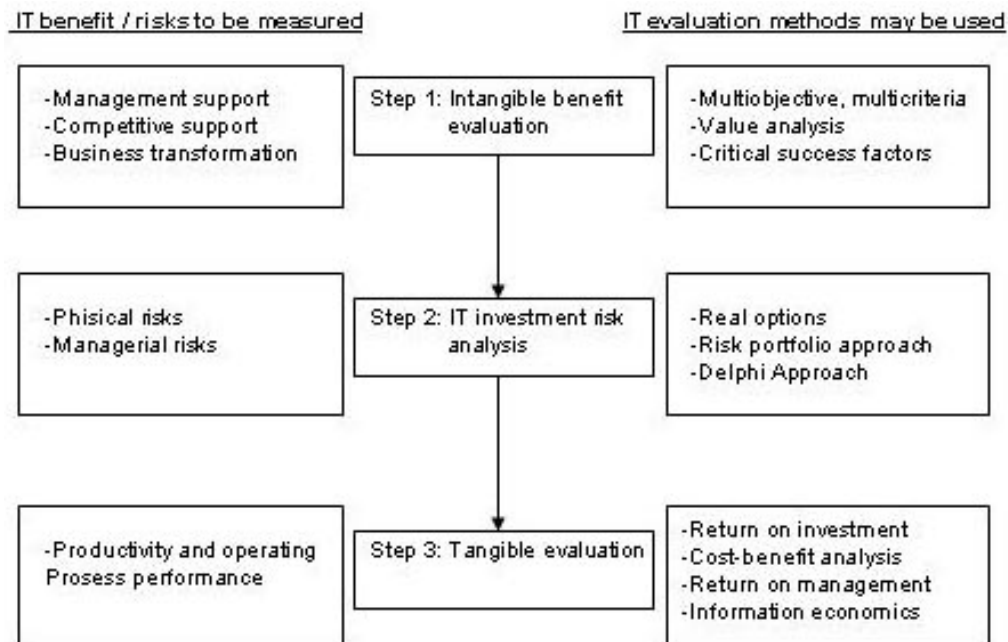 IT benefit / risks to be measured
IT evaluation methods may be used
-Management support
-Competitive support
-Business transformation
Step 1: Intangible benefit
evaluation
-Multiobjective, multicriteria
-Value analysis
-Critical success factors
-Phisical risks
-Managerial risks
Step 2: IT investment risk
analysis
-Real options
-Risk portfolio approach
-Delphi Approach
-Productivity and operating
Prosess performance
Step 3: Tangible evaluation
-Return on investment
-Cost-benefit analysis
-Return on management
-Information economics